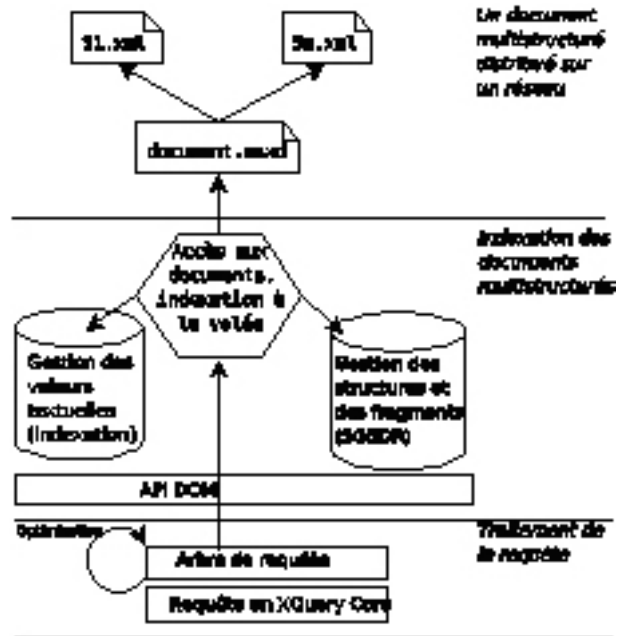 S1.xml
Sn.xml
Un document
multistructuré
distribué sur
un réseau
Accès aux
documents,
indexation à
la volée
Indexation des
documents
multistructurés
Gestion des
valeurs
textuelles
(indexation)
Gestion des
structures et
des fragments
API DOM
Optimisation
Arbre de requête
Requête en XQuery Core
Traitement de
la requête